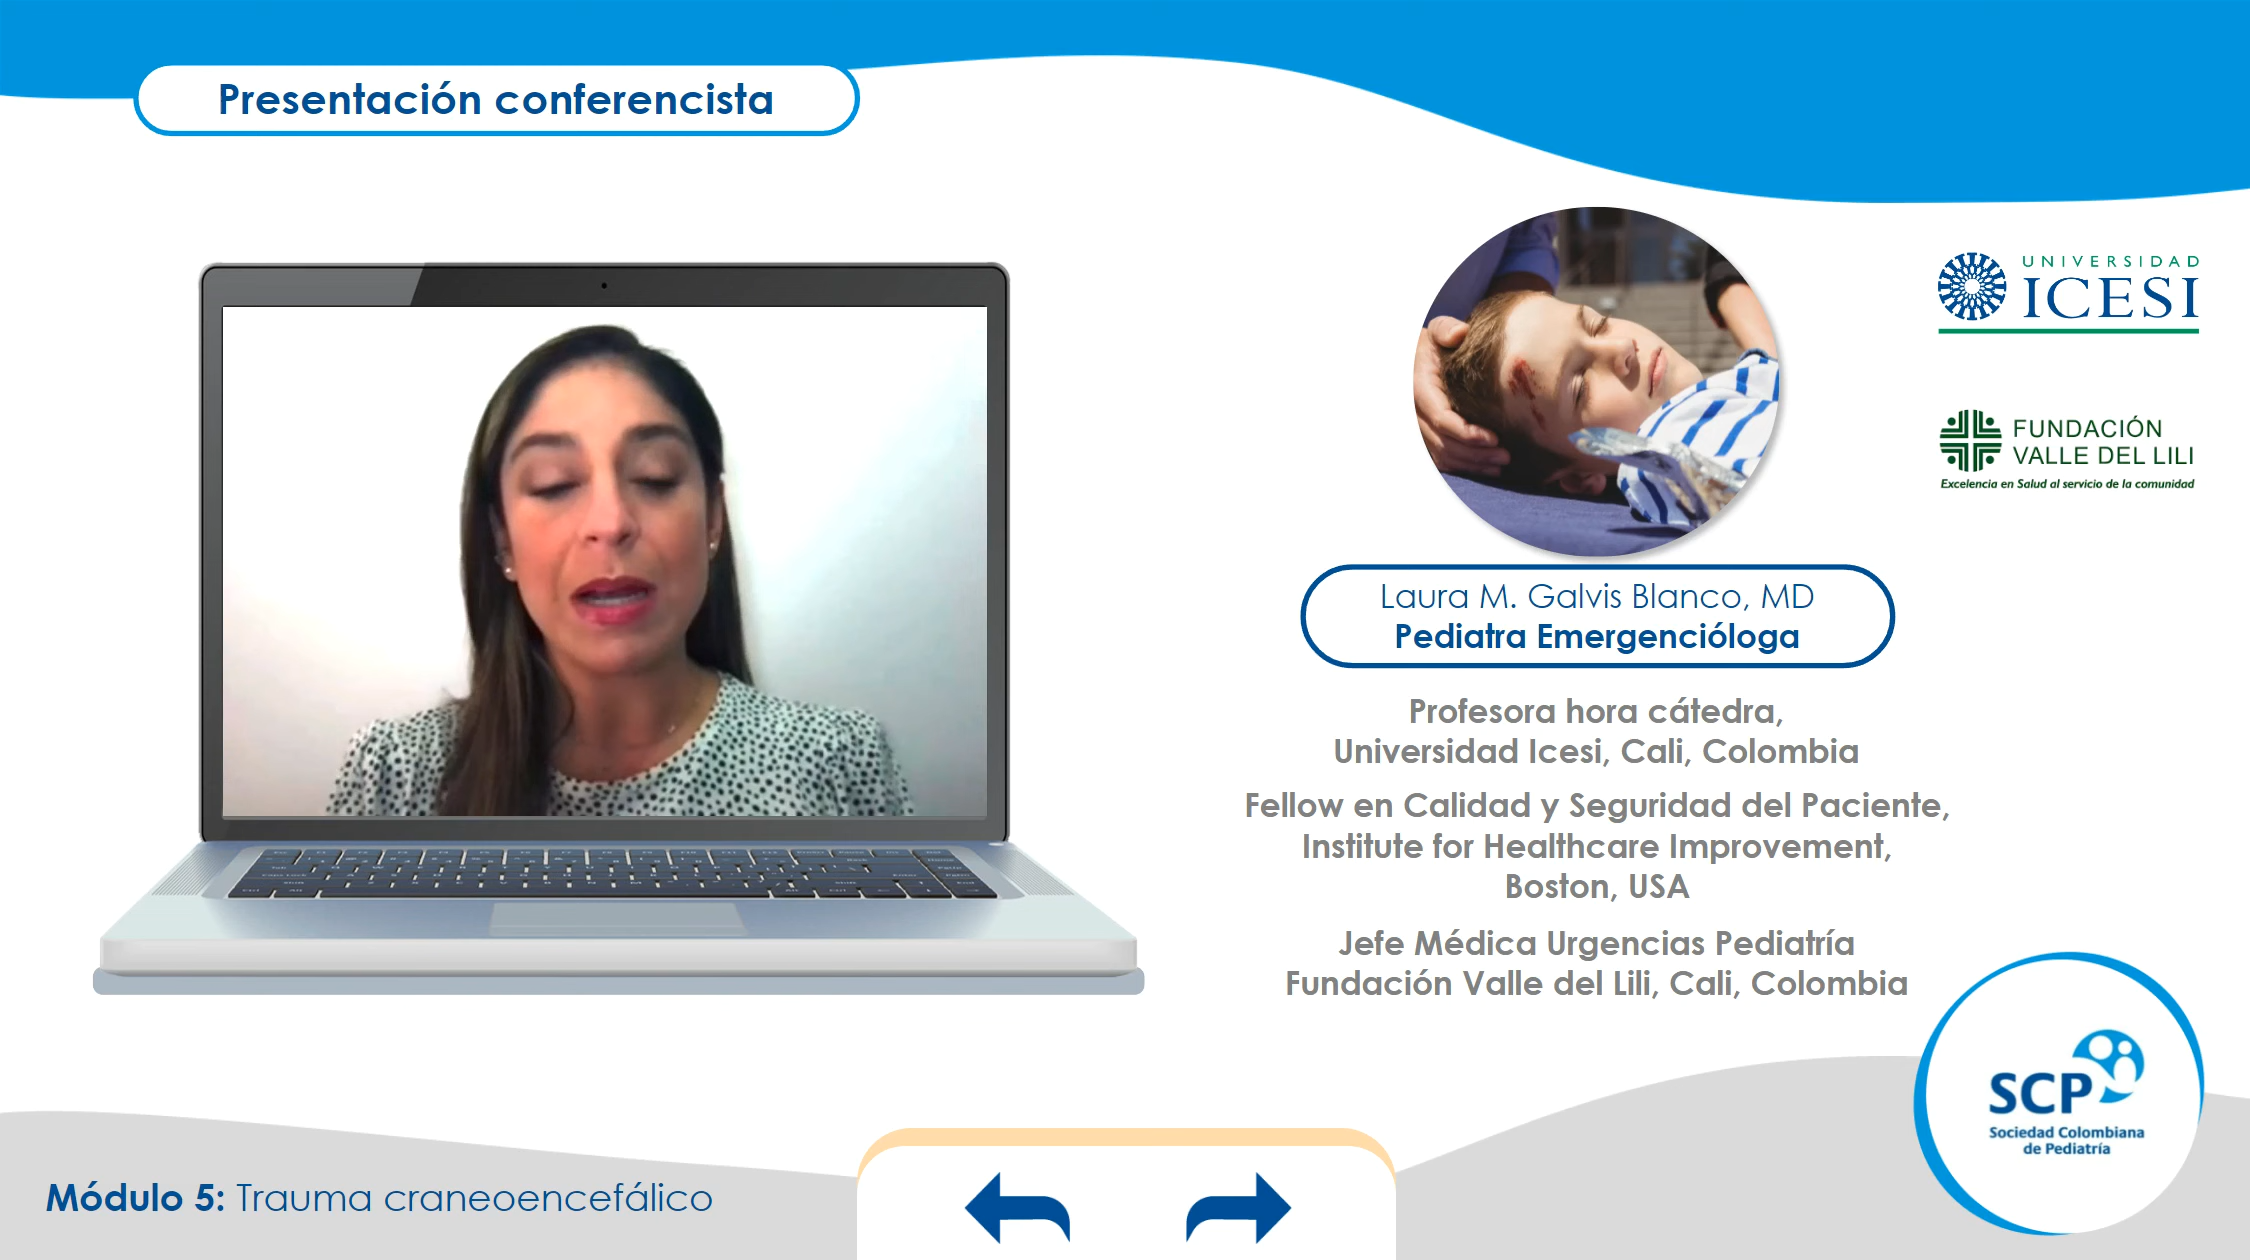 Presentación conferencista
UNIVERSIDAD
ICESI
FUNDACIÓN
VALLE DEL LILI
Excelencia en Salud al servicio de la comunidad
Laura M. Galvis Blanco, MD
Pediatra Emergencióloga
Profesora hora cátedra,
Universidad Icesi, Cali, Colombia
Fellow en Calidad y Seguridad del Paciente,
Institute for Healthcare Improvement,
Boston, USA
Jefe Médica Urgencias Pediatría
Fundación Valle del Lili, Cali, Colombia
SCP
Sociedad Colombiana
de Pediatría
Módulo 5: Trauma craneoencefálico